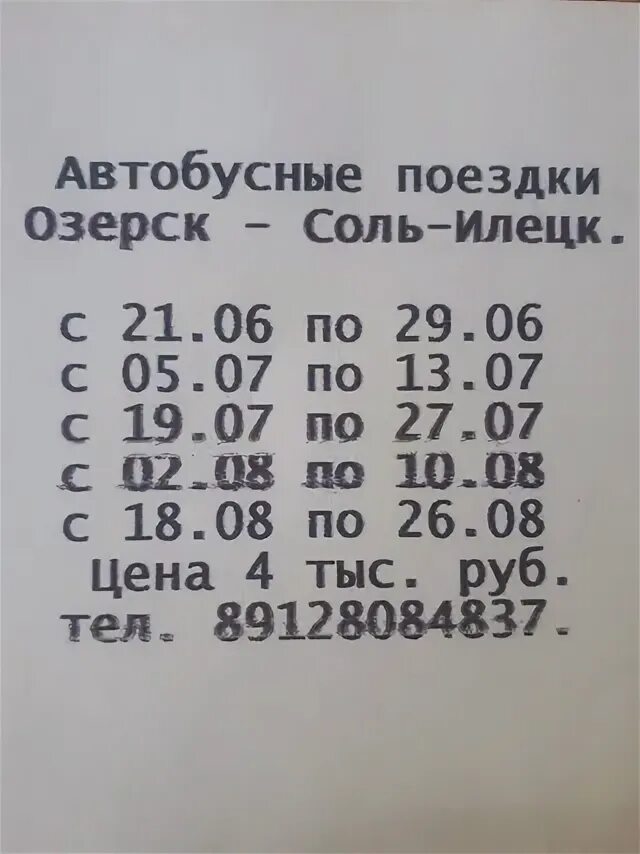 Автобусные поездки
Озерск - Соль-Илецк.
с 21.06 по 29.06
с 05.07 по 13.07
с 19.07 по 27.07
с 02.08 по 10.08
с 18.08 по 26.08
Цена 4 тыс. руб.
тел. 89128084837.